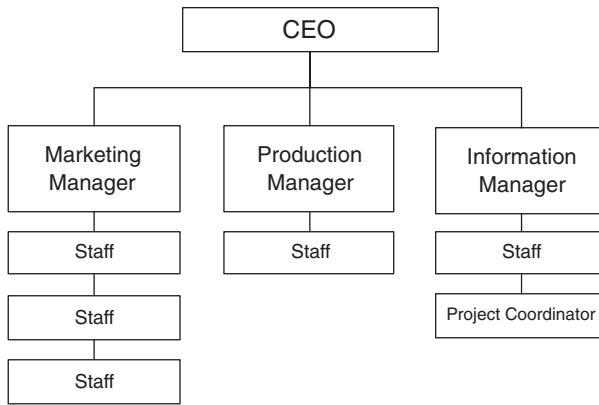 CEO
Marketing
Manager
Production
Manager
Information
Manager
Staff
Staff
Staff
Staff
Project Coordinator
Staff